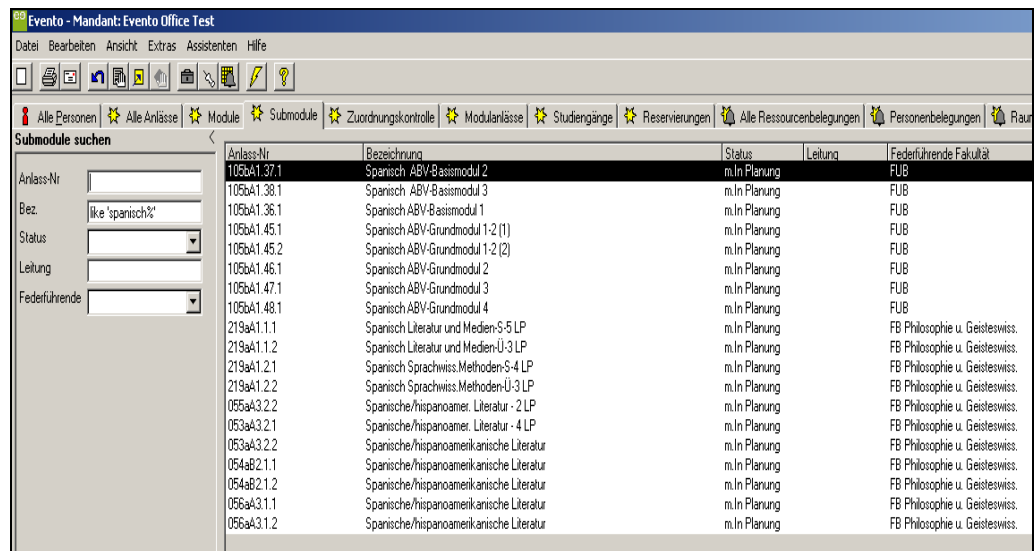 Evento - Mandant: Evento Office Test
Datei Bearbeiten Ansicht Extras Assistenten Hilfe
Alle Personen Alle Anlässe Module Submodule Zuordnungskontrolle Modulanlässe Studiengänge Reservierungen Alle Ressourcenbelegungen Personenbelegungen Raur
Submodule suchen
Anlass-Nr
Bez. like 'spanisch%'
Status
Leitung
Federführende
Anlass-Nr Bezeichnung Status Leitung Federführende Fakultät
105bA1.37.1 Spanisch ABV-Basismodul 2 m.In Planung FUB
105bA1.38.1 Spanisch ABV-Basismodul 3 m.In Planung FUB
105bA1.36.1 Spanisch ABV-Basismodul 1 m.In Planung FUB
105bA1.45.1 Spanisch ABV-Grundmodul 1-2 (1) m.In Planung FUB
105bA1.45.2 Spanisch ABV-Grundmodul 1-2 (2) m.In Planung FUB
105bA1.46.1 Spanisch ABV-Grundmodul 2 m.In Planung FUB
105bA1.47.1 Spanisch ABV-Grundmodul 3 m.In Planung FUB
105bA1.48.1 Spanisch ABV-Grundmodul 4 m.In Planung FUB
219aA1.1.1 Spanisch Literatur und Medien-S-5 LP m.In Planung FB Philosophie u. Geisteswiss.
219aA1.1.2 Spanisch Literatur und Medien-Ü-3 LP m.In Planung FB Philosophie u. Geisteswiss.
219aA1.2.1 Spanisch Sprachwiss.Methoden-S-4 LP m.In Planung FB Philosophie u. Geisteswiss.
219aA1.2.2 Spanisch Sprachwiss.Methoden-Ü-3 LP m.In Planung FB Philosophie u. Geisteswiss.
055aA3.2.2 Spanische/hispanoamer. Literatur - 2 LP m.In Planung FB Philosophie u. Geisteswiss.
053aA3.2.1 Spanische/hispanoamer. Literatur - 4 LP m.In Planung FB Philosophie u. Geisteswiss.
053aA3.2.2 Spanische/hispanoamerikanische Literatur m.In Planung FB Philosophie u. Geisteswiss.
054aB2.1.1 Spanische/hispanoamerikanische Literatur m.In Planung FB Philosophie u. Geisteswiss.
054aB2.1.2 Spanische/hispanoamerikanische Literatur m.In Planung FB Philosophie u. Geisteswiss.
056aA3.1.1 Spanische/hispanoamerikanische Literatur m.In Planung FB Philosophie u. Geisteswiss.
056aA3.1.2 Spanische/hispanoamerikanische Literatur m.In Planung FB Philosophie u. Geisteswiss.